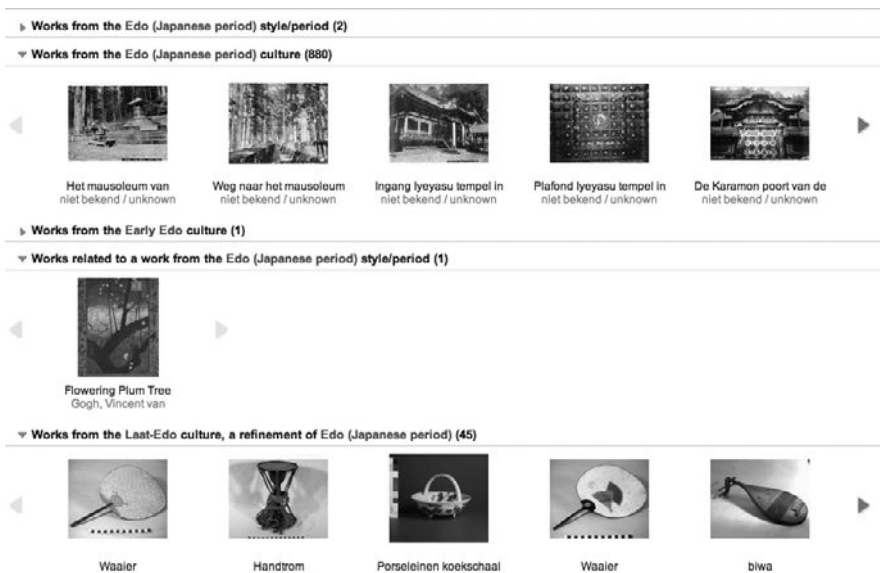 Works from the Edo (Japanese period) style/period (2)
Works from the Edo (Japanese period) culture (880)
Het mausoleum van
niet bekend / unknown
Weg naar het mausoleum
niet bekend / unknown
Ingang Iyeyasu tempel in
niet bekend / unknown
Plafond Iyeyasu tempel in
niet bekend / unknown
De Karamon poort van de
niet bekend / unknown
Works from the Early Edo culture (1)
Works related to a work from the Edo (Japanese period) style/period (1)
Flowering Plum Tree
Gogh, Vincent van
Works from the Laat-Edo culture, a refinement of Edo (Japanese period) (45)
Waaier
Handtrom
Porseleinen koekschaal
Waaier
biwa